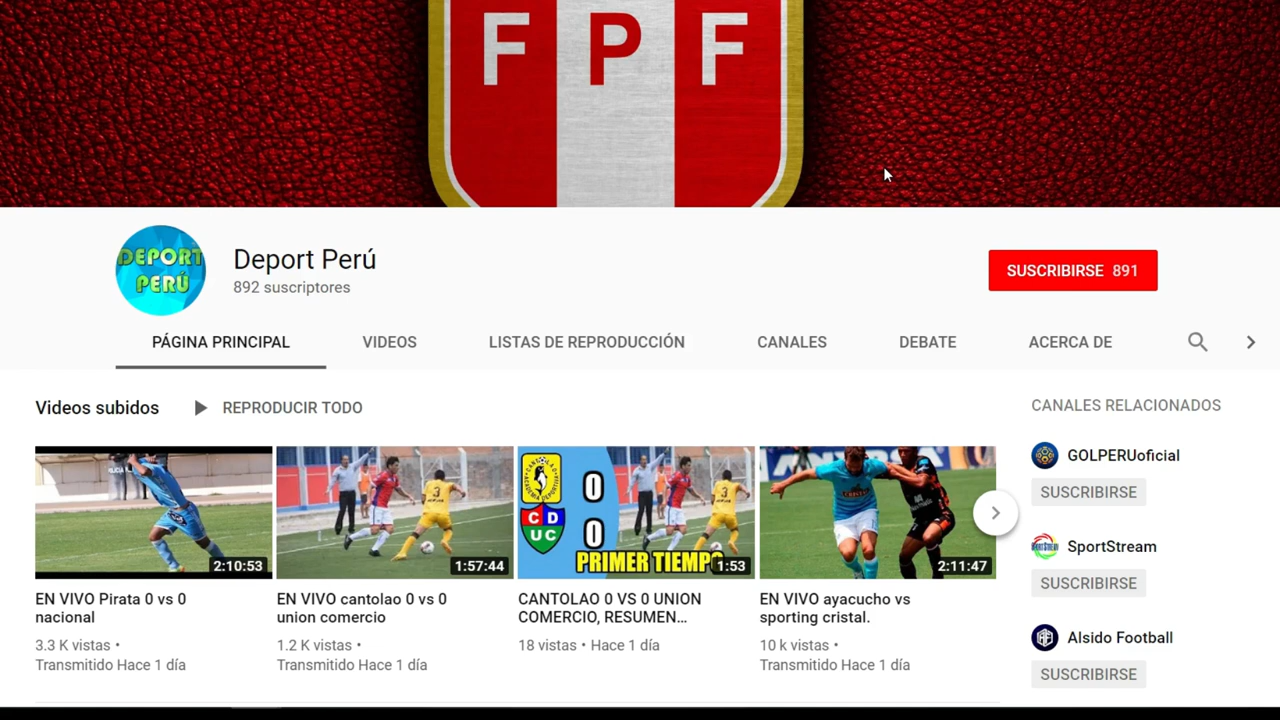 F P F
DEPORT
PERÚ
Deport Perú
892 suscriptores
SUSCRIBIRSE 891
PÁGINA PRINCIPAL
VIDEOS
LISTAS DE REPRODUCCIÓN
CANALES
DEBATE
ACERCA DE
Videos subidos
REPRODUCIR TODO
2:10:53
EN VIVO Pirata 0 vs 0
nacional
3.3 K vistas •
Transmitido Hace 1 día
3
1:57:44
EN VIVO cantolao 0 vs 0
union comercio
1.2 K vistas •
Transmitido Hace 1 día
0
C D
U C
0
3
PRIMER TIEMPO
1:53
CANTOLAO 0 VS 0 UNION
COMERCIO, RESUMEN...
18 vistas • Hace 1 día
2:11:47
EN VIVO ayacucho vs
sporting cristal.
10 k vistas •
Transmitido Hace 1 día
CANALES RELACIONADOS
GOLPERUoficial
SUSCRIBIRSE
SportStream
SUSCRIBIRSE
Alsido Football
SUSCRIBIRSE